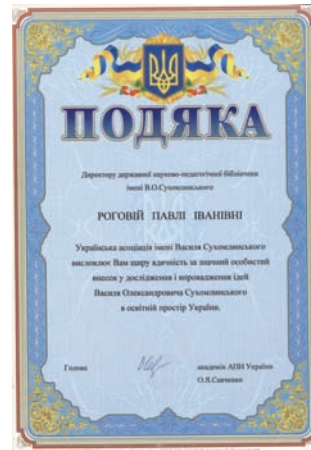 ПОДЯКА
Директору державної науково-педагогічної бібліотеки
імені В.О.Сухомлинського
РОГОВІЙ ПАВЛІ ІВАНІВНІ
Українська асоціація імені Василя Сухомлинського
висловлює Вам щиру вдячність за значний особистий
внесок у дослідження і впровадження ідей
Василя Олександровича Сухомлинського
в освітній простір України.
Голова академік АПН України
О.Я.Савченко